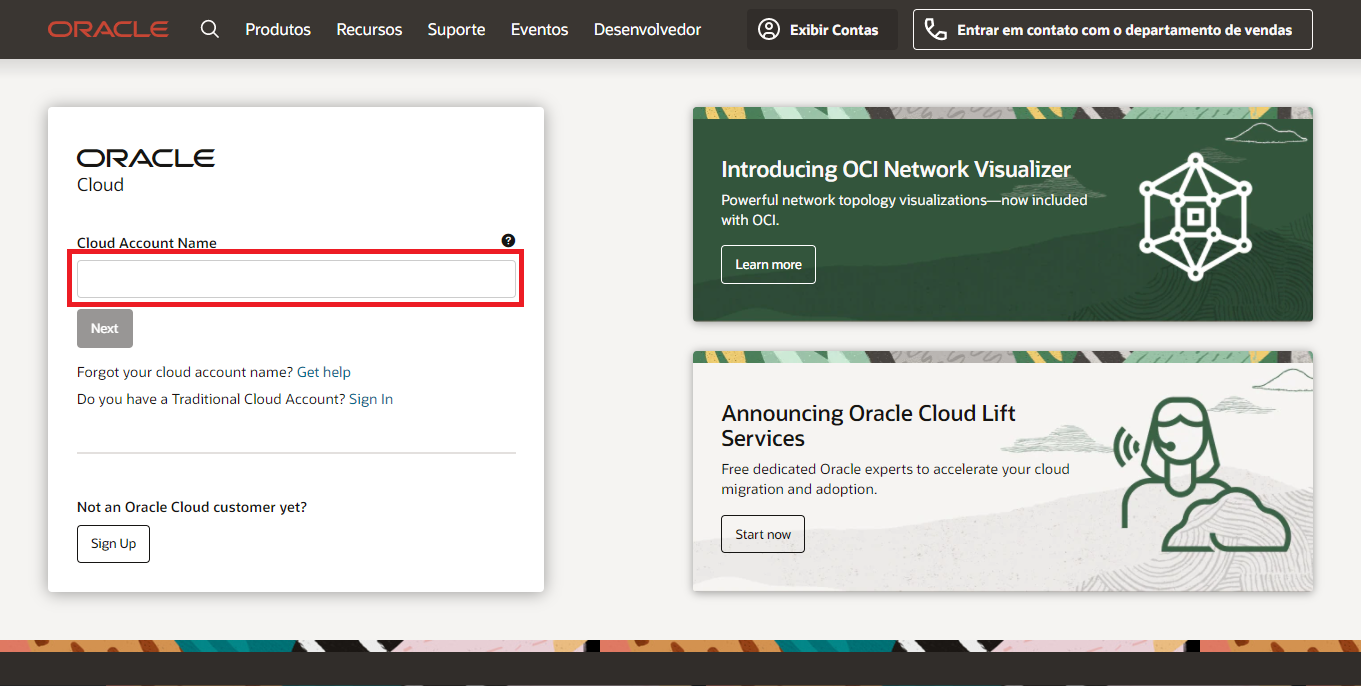 ORACLE
Produtos
Recursos
Suporte
Eventos
Desenvolvedor
Exibir Contas
Entrar em contato com o departamento de vendas
ORACLE
Cloud
Cloud Account Name
?
Next
Forgot your cloud account name? Get help
Do you have a Traditional Cloud Account? Sign In
Not an Oracle Cloud customer yet?
Sign Up
Introducing OCI Network Visualizer
Powerful network topology visualizations—now included
with OCI.
Learn more
Announcing Oracle Cloud Lift
Services
Free dedicated Oracle experts to accelerate your cloud
migration and adoption.
Start now